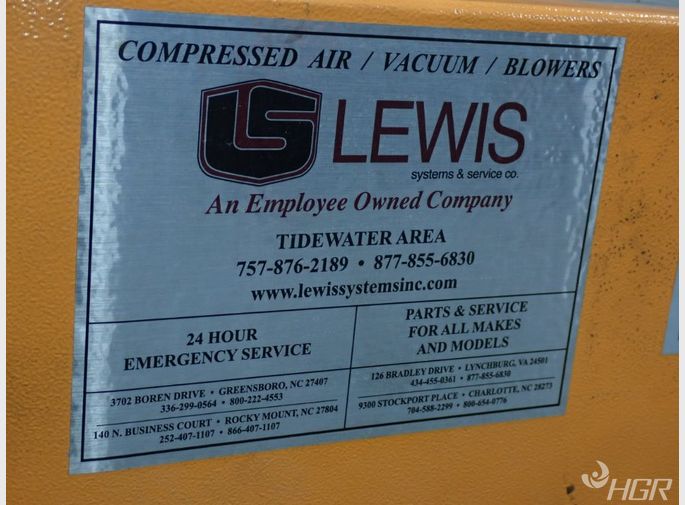 COMPRESSED AIR / VACUUM / BLOWERS
LS LEWIS
systems & service co.
An Employee Owned Company
TIDEWATER AREA
757-876-2189 • 877-855-6830
www.lewissystemsinc.com
24 HOUR
EMERGENCY SERVICE
3702 BOREN DRIVE • GREENSBORO, NC 27407
336-299-0564 • 800-222-4553
140 N. BUSINESS COURT • ROCKY MOUNT, NC 27804
252-407-1107 • 866-407-1107
PARTS & SERVICE
FOR ALL MAKES
AND MODELS
126 BRADLEY DRIVE • LYNCHBURG, VA 24501
434-455-0361 • 877-855-6830
9300 STOCKPORT PLACE • CHARLOTTE, NC 28273
704-588-2299 • 800-654-0776
HGR